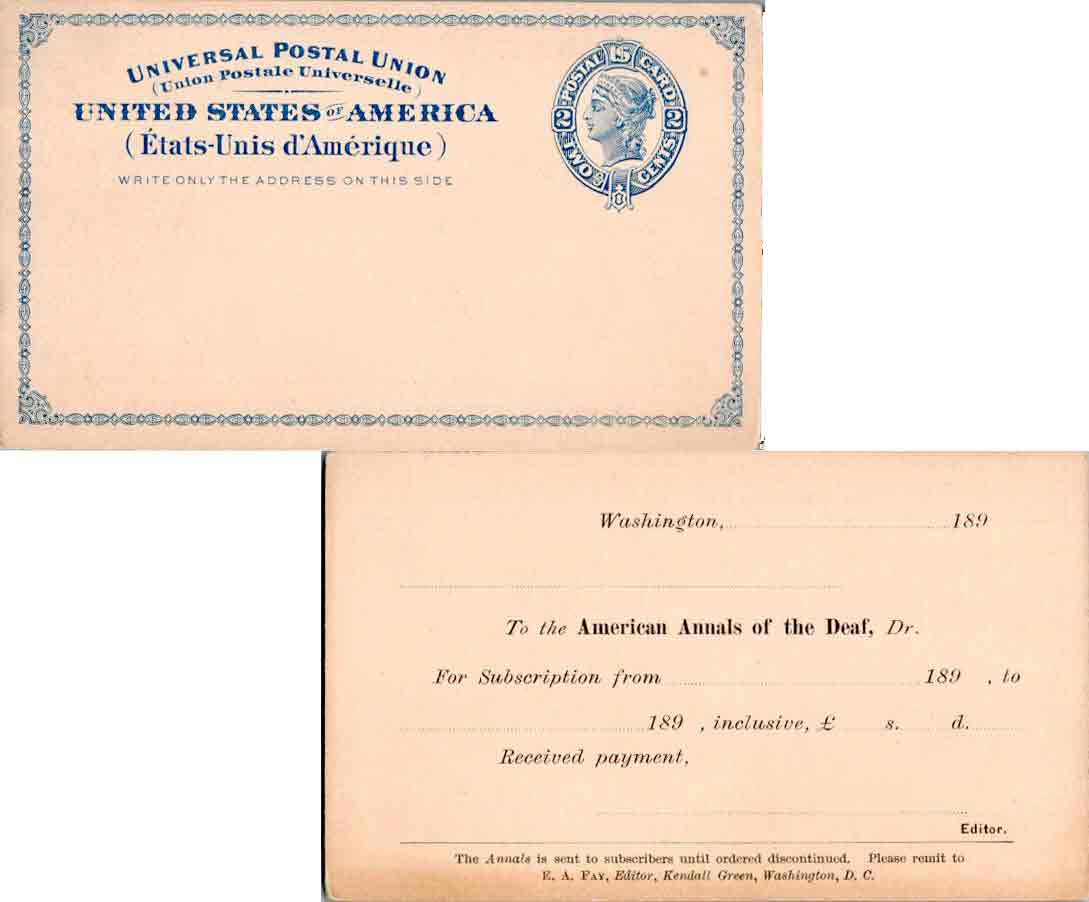 UNIVERSAL POSTAL UNION
(Union Postale Universelle)
UNITED STATES OF AMERICA
(États-Unis d'Amérique)
WRITE ONLY THE ADDRESS ON THIS SIDE
POSTAL US CARD
2 2
TWO CENTS
Washington, 189
To the American Annals of the Deaf, Dr.
For Subscription from 189 , to
189 , inclusive, £ s. d.
Received payment,
Editor.
The Annals is sent to subscribers until ordered discontinued. Please remit to
E. A. FAY, Editor, Kendall Green, Washington, D. C.